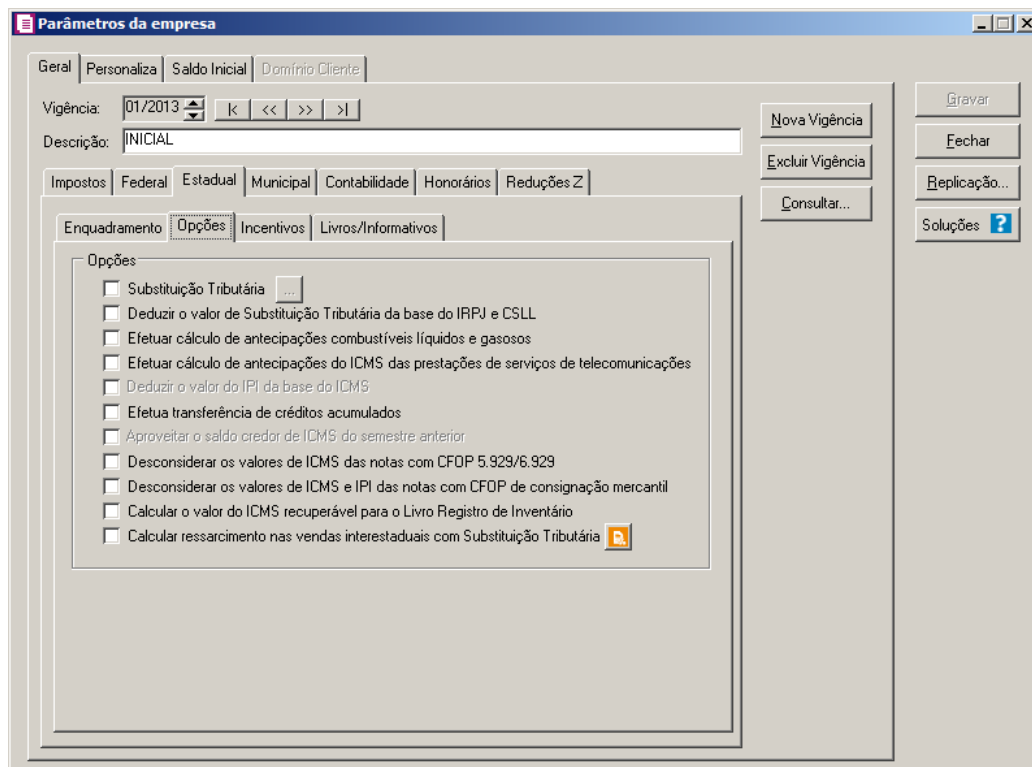 Parâmetros da empresa
Geral Personaliza Saldo Inicial Domínio Cliente
Vigência: 01/2013 |< << >> >|
Descrição: INICIAL
Nova Vigência
Excluir Vigência
Consultar...
Gravar
Fechar
Replicação...
Soluções ?
Impostos Federal Estadual Municipal Contabilidade Honorários Reduções Z
Enquadramento Opções Incentivos Livros/Informativos
Opções
Substituição Tributária ...
Deduzir o valor de Substituição Tributária da base do IRPJ e CSLL
Efetuar cálculo de antecipações combustíveis líquidos e gasosos
Efetuar cálculo de antecipações do ICMS das prestações de serviços de telecomunicações
Deduzir o valor do IPI da base do ICMS
Efetua transferência de créditos acumulados
Aproveitar o saldo credor de ICMS do semestre anterior
Desconsiderar os valores de ICMS das notas com CFOP 5.929/6.929
Desconsiderar os valores de ICMS e IPI das notas com CFOP de consignação mercantil
Calcular o valor do ICMS recuperável para o Livro Registro de Inventário
Calcular ressarcimento nas vendas interestaduais com Substituição Tributária